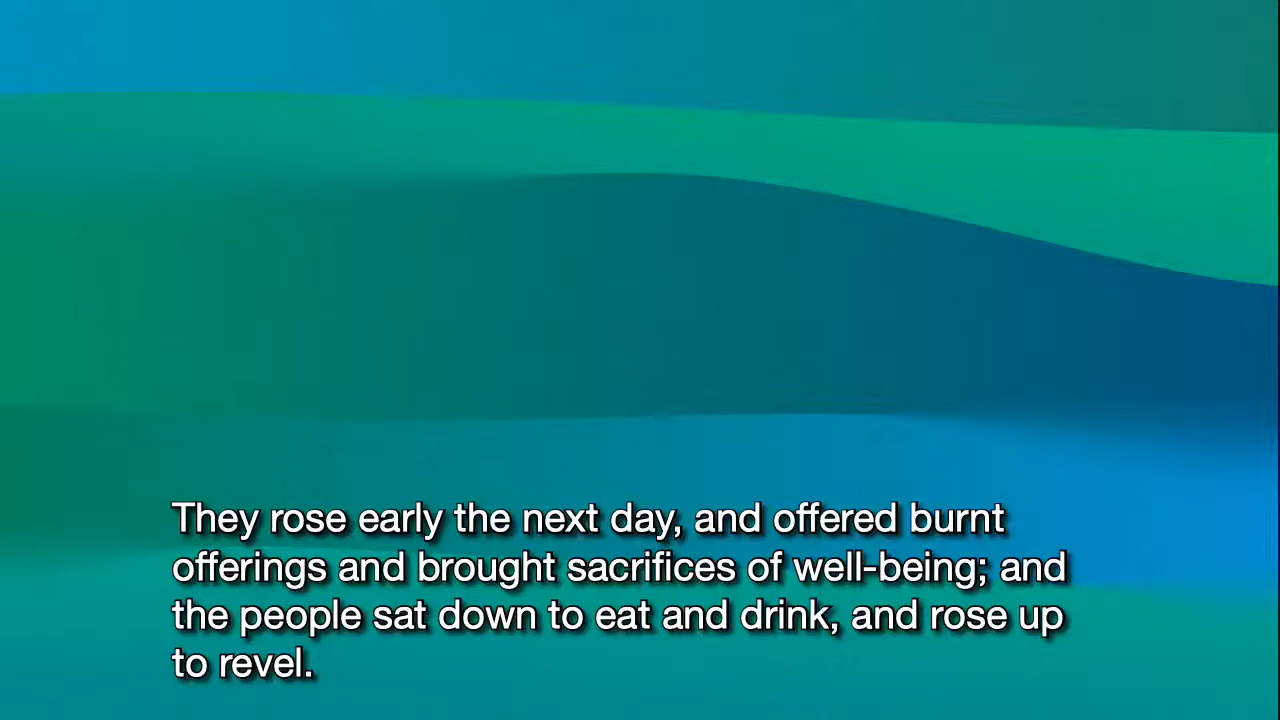 They rose early the next day, and offered burnt
offerings and brought sacrifices of well-being; and
the people sat down to eat and drink, and rose up
to revel.